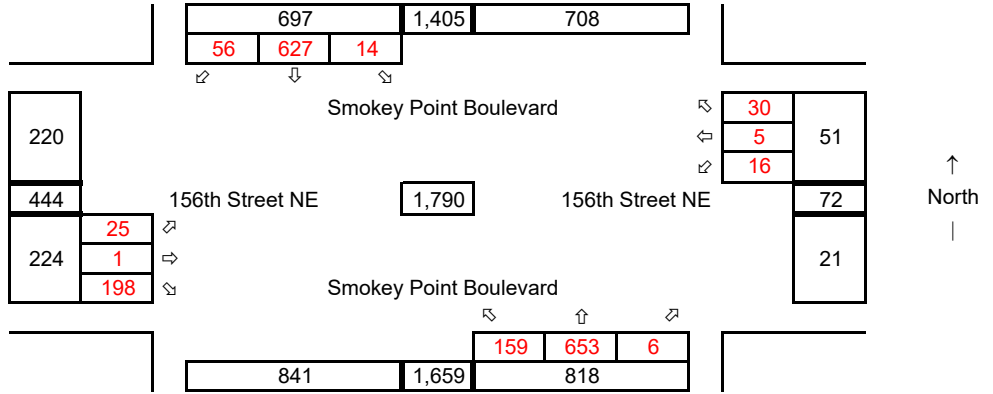 697 1,405 708
56 627 14
⬃ ⇩ ⬂
Smokey Point Boulevard
⬁ 30
220 ⇦ 5 51
⬃ 16 ↑
444 156th Street NE 1,790 156th Street NE 72 North
25 ⬀ |
224 1 ⇨ 21
198 ⬂ Smokey Point Boulevard
⬁ ⇧ ⬀
159 653 6
841 1,659 818